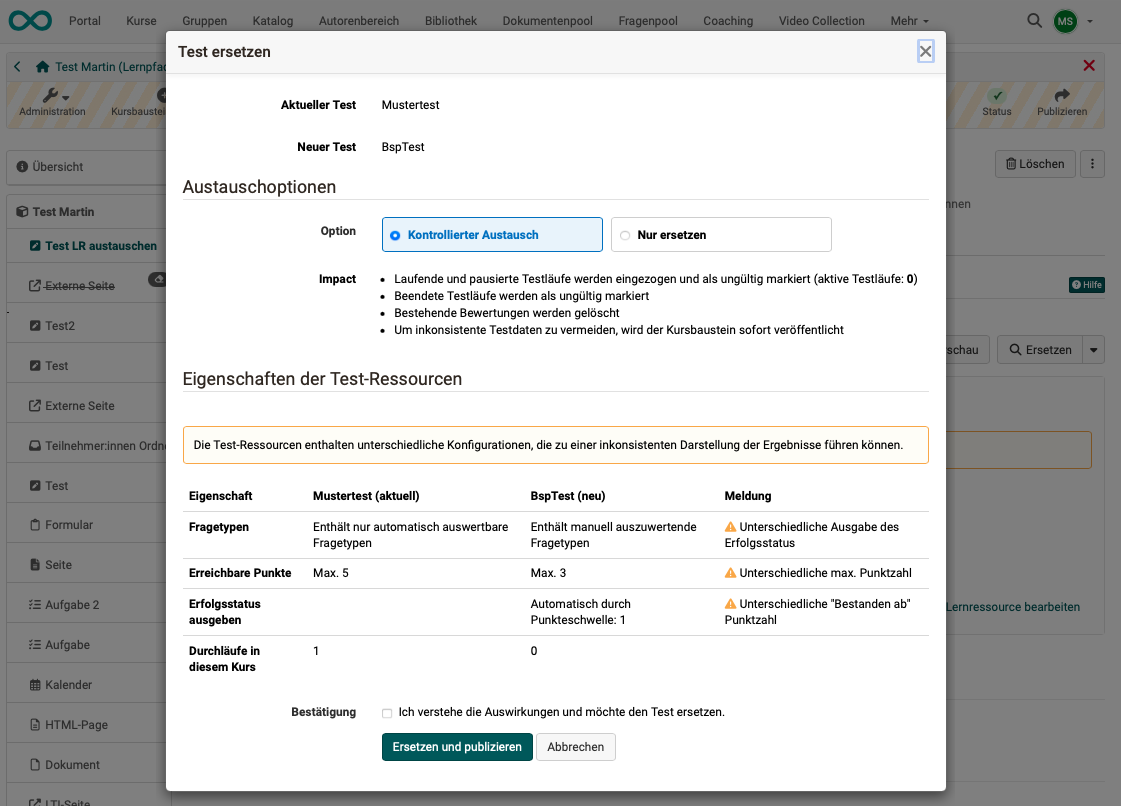 Portal Kurse Gruppen Katalog Autorenbereich Bibliothek Dokumentenpool Fragenpool Coaching Video Collection Mehr MS
Test ersetzen
Test Martin (Lernpfa
Administration Kursbaustei Status Publizieren
Aktueller Test Mustertest
Neuer Test BspTest
Übersicht
Löschen
Austauschoptionen
nnen
Test Martin
Option Kontrollierter Austausch Nur ersetzen
Test LR austauschen
Impact
Laufende und pausierte Testläufe werden eingezogen und als ungültig markiert (aktive Testläufe: 0)
Beendete Testläufe werden als ungültig markiert
Bestehende Bewertungen werden gelöscht
Um inkonsistente Testdaten zu vermeiden, wird der Kursbaustein sofort veröffentlicht
Externe Seite
Hilfe
Test2
schau Ersetzen
Test
Eigenschaften der Test-Ressourcen
Externe Seite
Teilnehmer:innen Ordn
Die Test-Ressourcen enthalten unterschiedliche Konfigurationen, die zu einer inkonsistenten Darstellung der Ergebnisse führen können.
Test
Eigenschaft Mustertest (aktuell) BspTest (neu) Meldung
Formular
Fragetypen Enthält nur automatisch auswertbare Enthält manuell auszuwertende Unterschiedliche Ausgabe des
Fragetypen Fragetypen Erfolgsstatus
Seite
Erreichbare Punkte Max. 5 Max. 3 Unterschiedliche max. Punktzahl
Aufgabe 2
Erfolgsstatus Automatisch durch Unterschiedliche "Bestanden ab"
ausgeben Punkteschwelle: 1 Punktzahl
Lernressource bearbeiten
Aufgabe
Durchläufe in 1 0
diesem Kurs
Kalender
Bestätigung Ich verstehe die Auswirkungen und möchte den Test ersetzen.
HTML-Page
Ersetzen und publizieren Abbrechen
Dokument
LTI-Seite